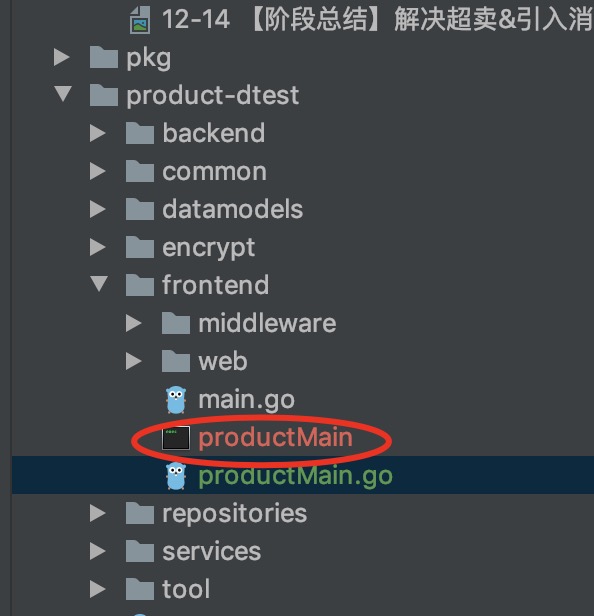 12-14 【阶段总结】解决超卖&引入消
pkg
product-dtest
backend
common
datamodels
encrypt
frontend
middleware
web
main.go
productMain
productMain.go
repositories
services
tool